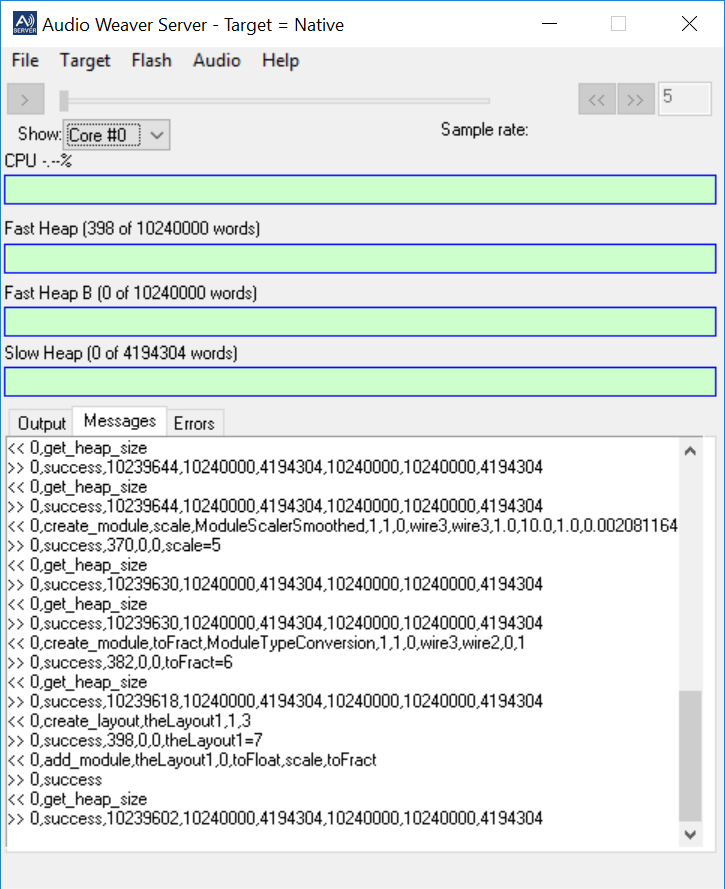 Audio Weaver Server - Target = Native
File Target Flash Audio Help
> << >> 5
Show: Core #0 Sample rate:
CPU -.--%
Fast Heap (398 of 10240000 words)
Fast Heap B (0 of 10240000 words)
Slow Heap (0 of 4194304 words)
Output Messages Errors
<< 0,get_heap_size
>> 0,success,10239644,10240000,4194304,10240000,10240000,4194304
<< 0,get_heap_size
>> 0,success,10239644,10240000,4194304,10240000,10240000,4194304
<< 0,create_module,scale,ModuleScalerSmoothed,1,1,0,wire3,wire3,1.0,10.0,1.0,0.002081164
>> 0,success,370,0,0,scale=5
<< 0,get_heap_size
>> 0,success,10239630,10240000,4194304,10240000,10240000,4194304
<< 0,get_heap_size
>> 0,success,10239630,10240000,4194304,10240000,10240000,4194304
<< 0,create_module,toFract,ModuleTypeConversion,1,1,0,wire3,wire2,0,1
>> 0,success,382,0,0,toFract=6
<< 0,get_heap_size
>> 0,success,10239618,10240000,4194304,10240000,10240000,4194304
<< 0,create_layout,theLayout1,1,3
>> 0,success,398,0,0,theLayout1=7
<< 0,add_module,theLayout1,0,toFloat,scale,toFract
>> 0,success
<< 0,get_heap_size
>> 0,success,10239602,10240000,4194304,10240000,10240000,4194304